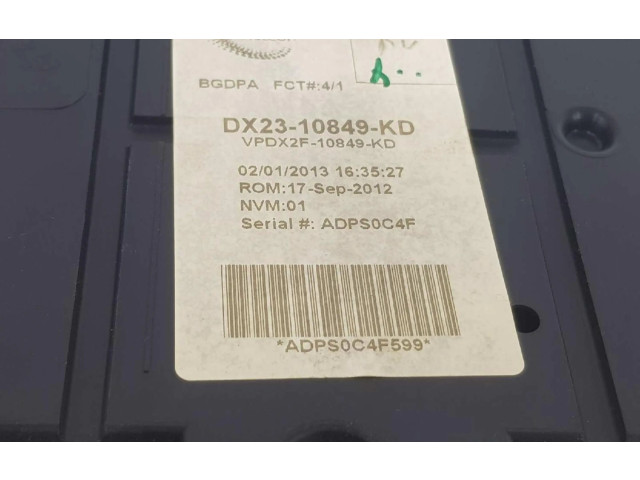 BGDPA FCT#:4/1
DX23-10849-KD
VPDX2F-10849-KD
02/01/2013 16:35:27
ROM:17-Sep-2012
NVM:01
Serial #: ADPS0C4F
*ADPS0C4F599*